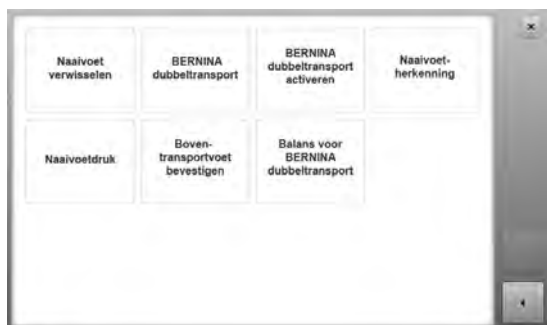 Naaivoet
verwisselen
BERNINA
dubbeltransport
BERNINA
dubbeltransport
activeren
Naaivoet-
herkenning
Naaivoetdruk
Boven-
transportvoet
bevestigen
Balans voor
BERNINA
dubbeltransport